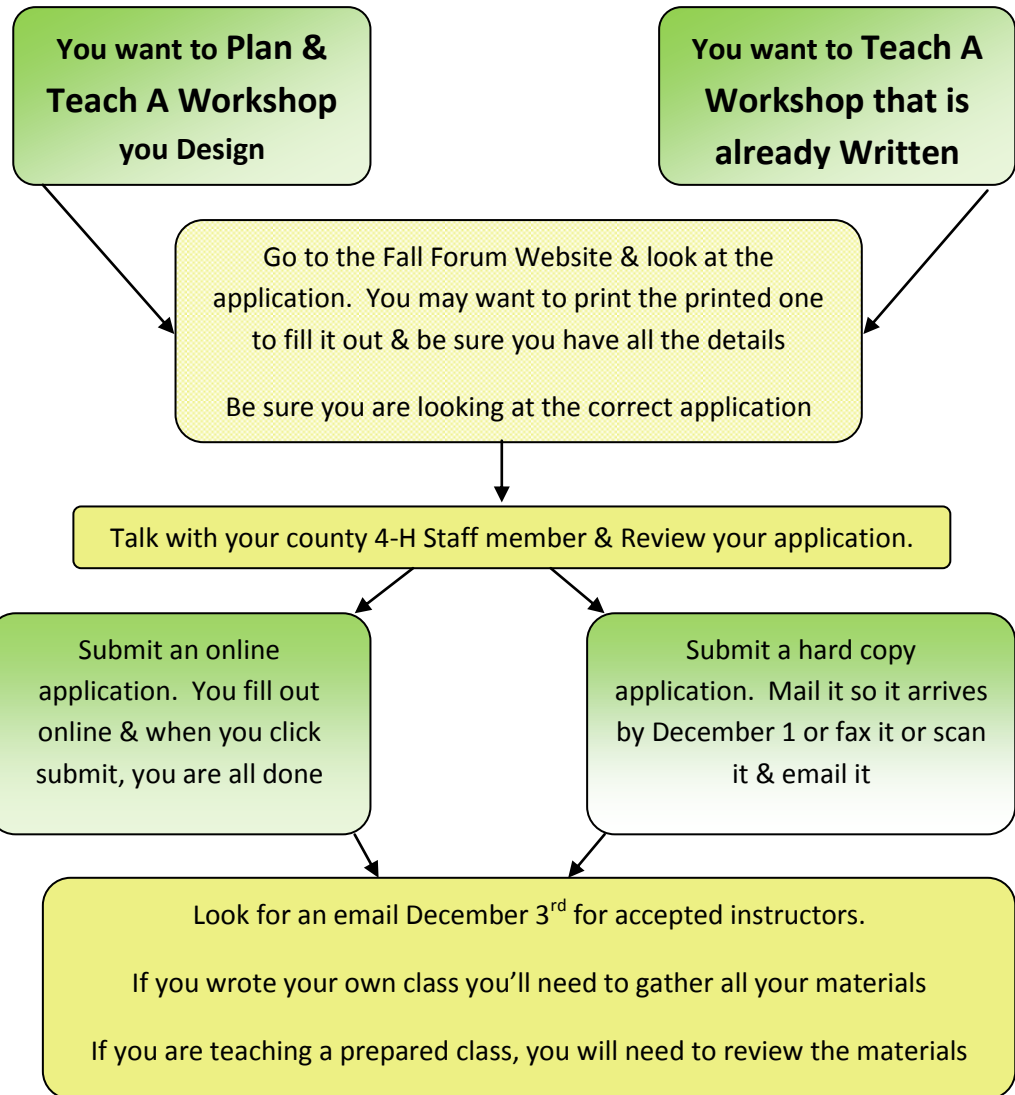 You want to Plan &
Teach A Workshop
you Design
You want to Teach A
Workshop that is
already Written
Go to the Fall Forum Website & look at the
application.  You may want to print the printed one
to fill it out & be sure you have all the details
Be sure you are looking at the correct application
Talk with your county 4-H Staff member & Review your application.
Submit an online
application.  You fill out
online & when you click
submit, you are all done
Submit a hard copy
application.  Mail it so it arrives
by December 1 or fax it or scan
it & email it
Look for an email December 3rd for accepted instructors.
If you wrote your own class you’ll need to gather all your materials
If you are teaching a prepared class, you will need to review the materials